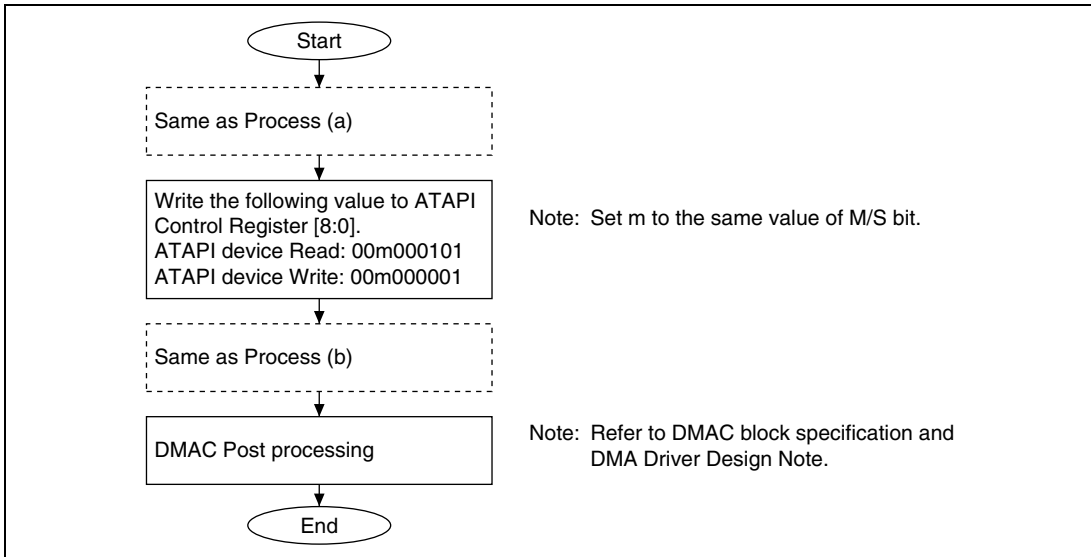 Start
Same as Process (a)
Write the following value to ATAPI
Control Register [8:0].
ATAPI device Read: 00m000101
ATAPI device Write: 00m000001
Note: Set m to the same value of M/S bit.
Same as Process (b)
DMAC Post processing
Note: Refer to DMAC block specification and
DMA Driver Design Note.
End